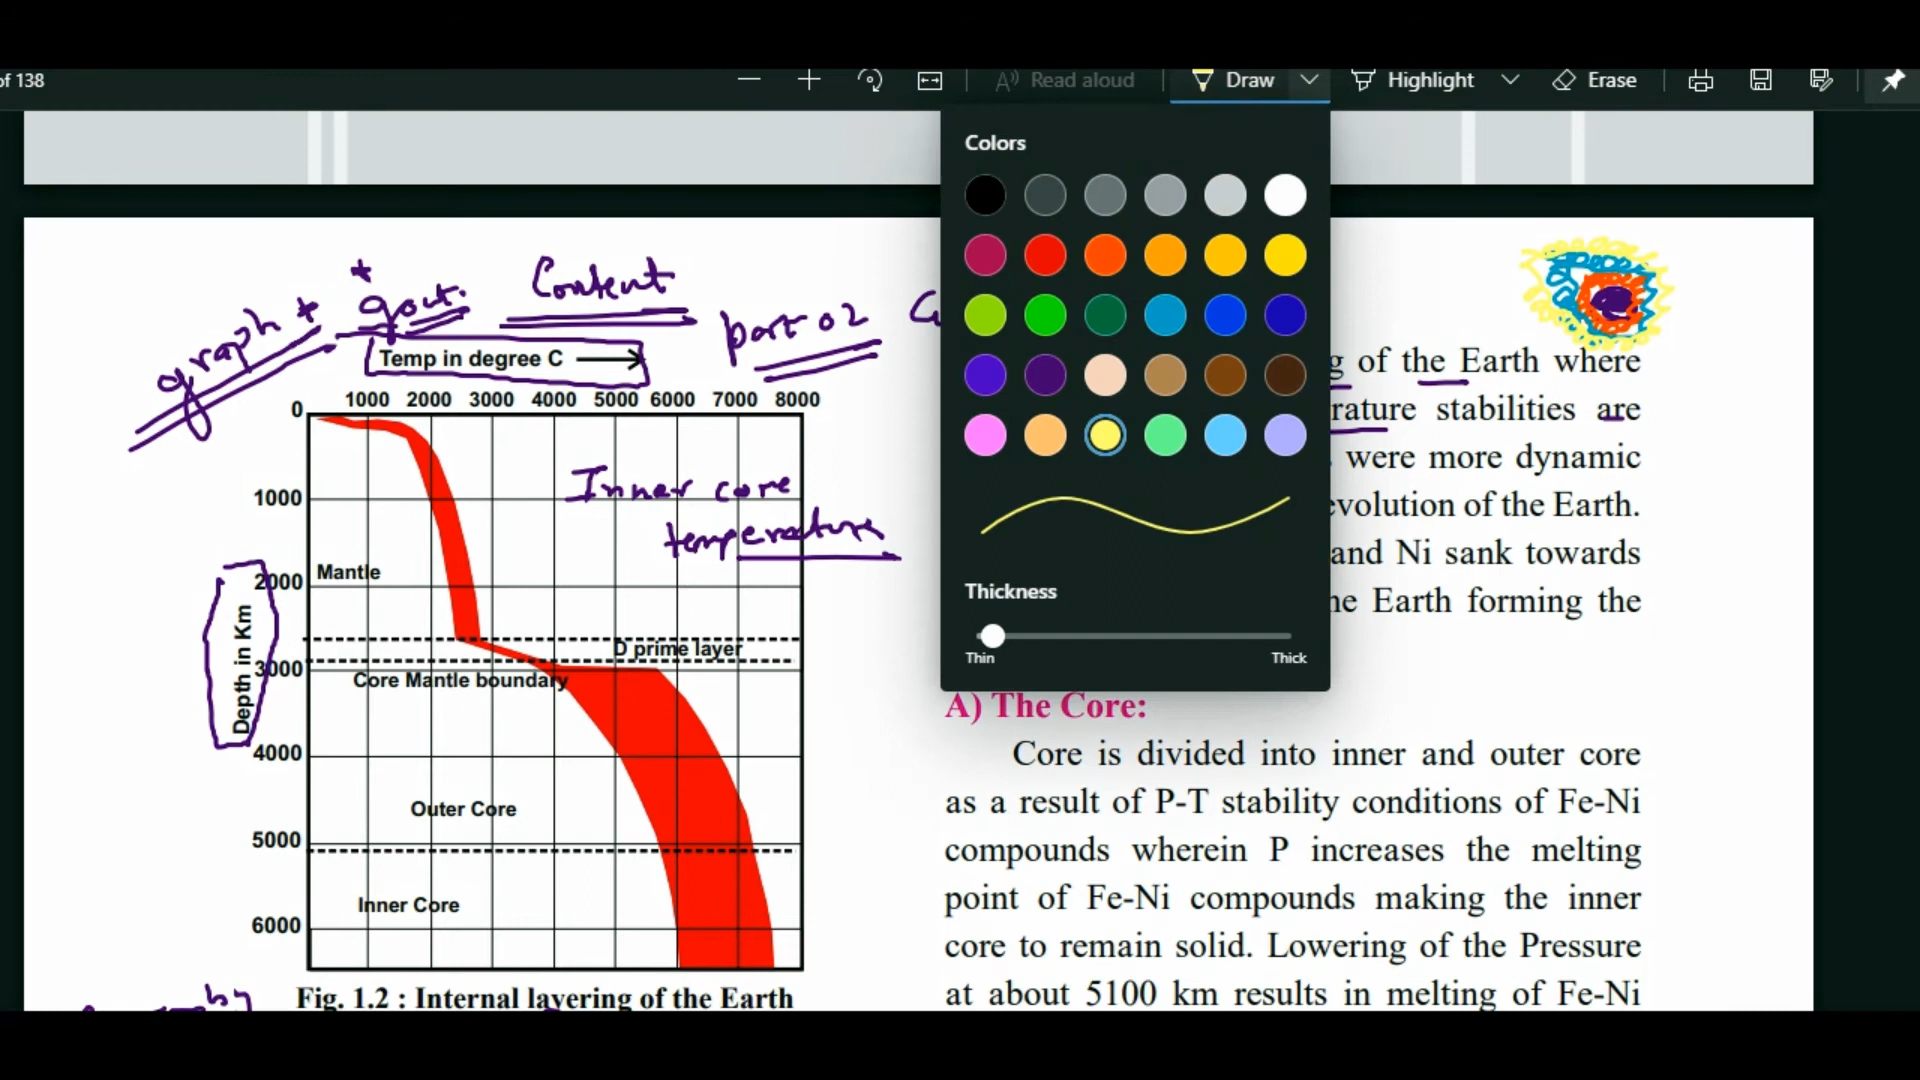 of 138
Read aloud
Draw
Highlight
Erase
Colors
Thickness
Thin Thick
graph
gout.
Content
part 02
Temp in degree C
1000 2000 3000 4000 5000 6000 7000 8000
0
1000
2000
3000
4000
5000
6000
Depth in Km
Inner core
temperature
Mantle
D prime layer
Core Mantle boundary
Outer Core
Inner Core
Fig. 1.2 : Internal layering of the Earth
of the Earth where
stabilities are
were more dynamic
evolution of the Earth.
and Ni sank towards
Earth forming the
A) The Core:
Core is divided into inner and outer core
as a result of P-T stability conditions of Fe-Ni
compounds wherein P increases the melting
point of Fe-Ni compounds making the inner
core to remain solid. Lowering of the Pressure
at about 5100 km results in melting of Fe-Ni